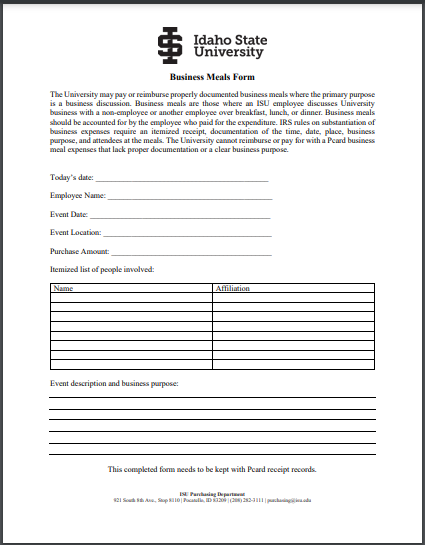 Idaho State
University
Business Meals Form
The University may pay or reimburse properly documented business meals where the primary purpose
is a business discussion. Business meals are those where an ISU employee discusses University
business with a non-employee or another employee over breakfast, lunch, or dinner. Business meals
should be accounted for by the employee who paid for the expenditure. IRS rules on substantiation of
business expenses require an itemized receipt, documentation of the time, date, place, business
purpose, and attendees at the meals. The University cannot reimburse or pay for with a Pcard business
meal expenses that lack proper documentation or a clear business purpose.
Today's date:
Employee Name:
Event Date:
Event Location:
Purchase Amount:
Itemized list of people involved:
Name Affiliation
Event description and business purpose:
This completed form needs to be kept with Pcard receipt records.
ISU Purchasing Department
921 South 8th Ave., Stop 8110 | Pocatello, ID 83209 | (208) 282-3111 | purchasing@isu.edu